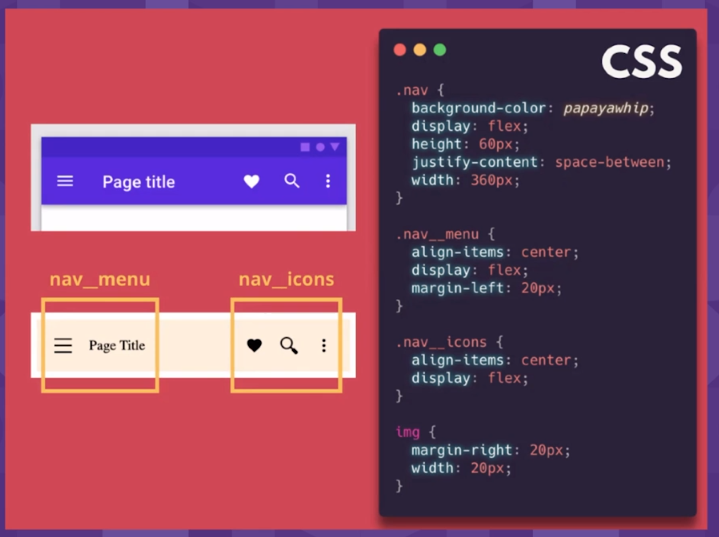 Page title
nav__menu
nav__icons
Page Title
CSS
.nav {
  background-color: papayawhip;
  display: flex;
  height: 60px;
  justify-content: space-between;
  width: 360px;
}
.nav__menu {
  align-items: center;
  display: flex;
  margin-left: 20px;
}
.nav__icons {
  align-items: center;
  display: flex;
}
img {
  margin-right: 20px;
  width: 20px;
}